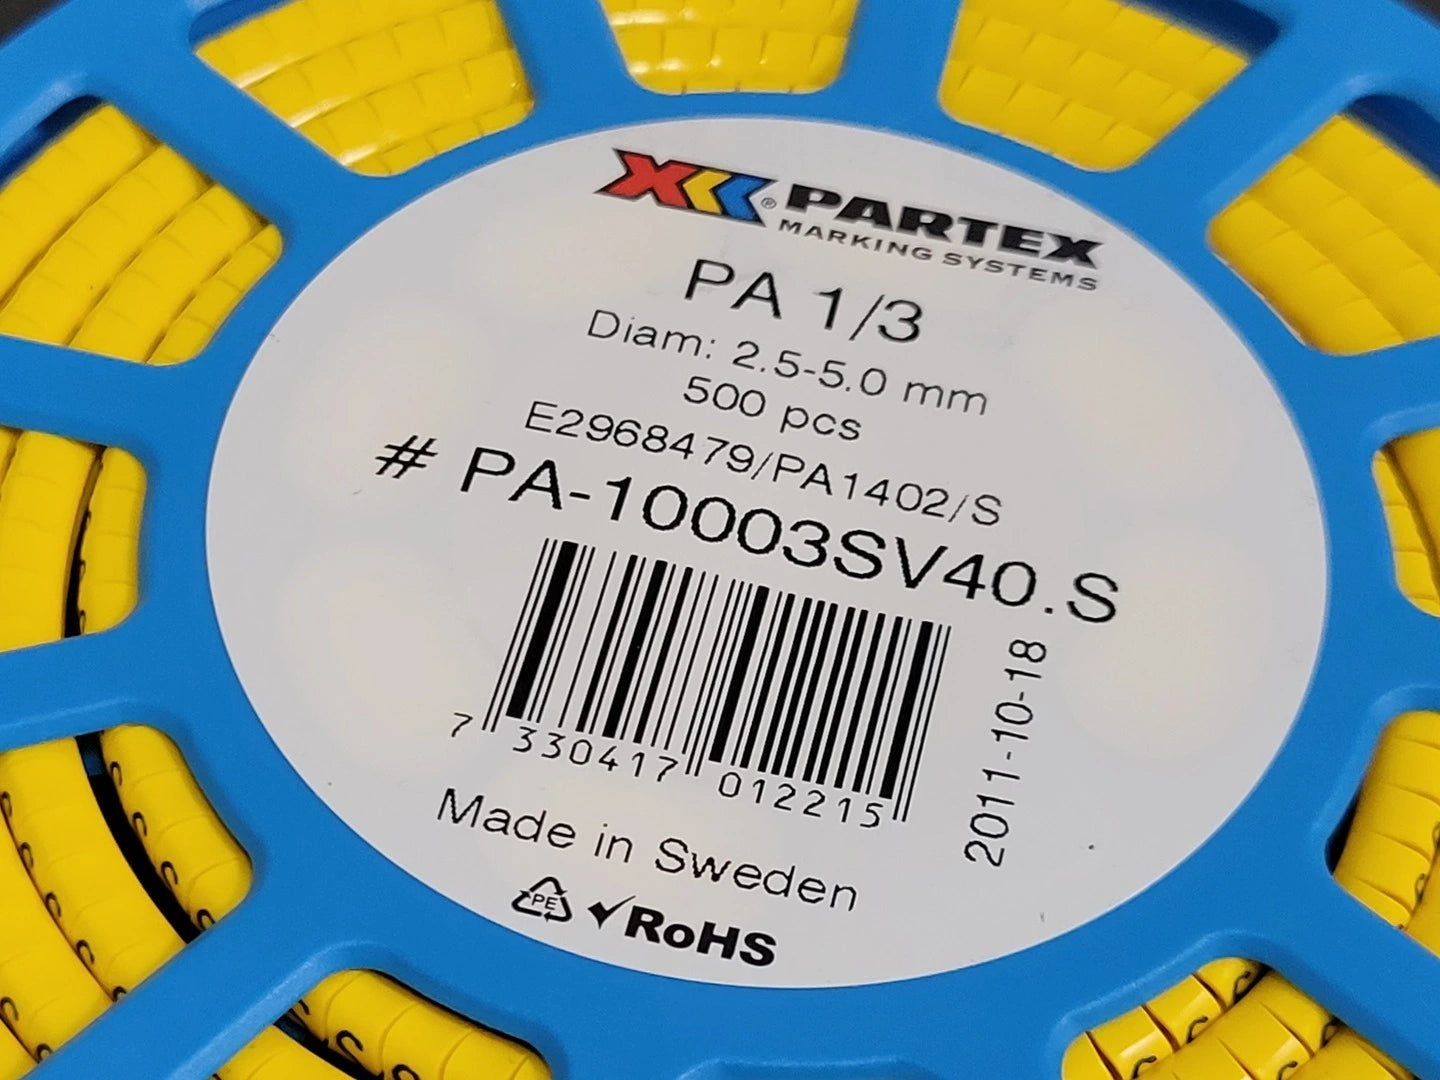 PARTEX
®
MARKING SYSTEMS
PA 1/3
Diam: 2.5-5.0 mm
500 pcs
E2968479/PA1402/S
# PA-10003SV40.S
7 330417 012215
2011-10-18
Made in Sweden
PE
RoHS